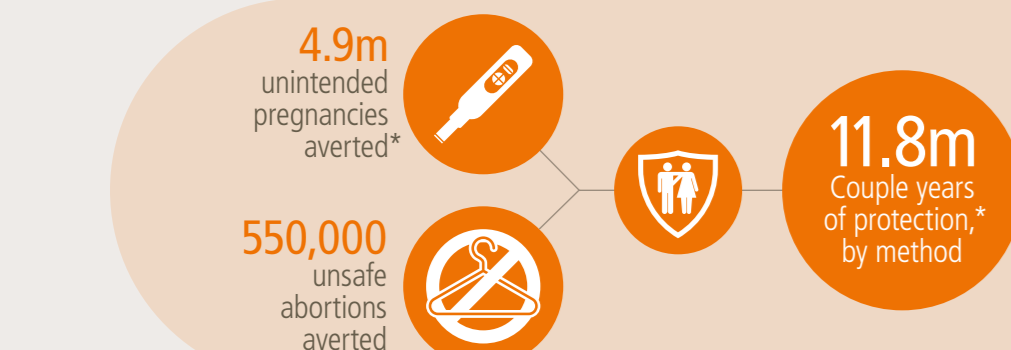 4.9m
unintended
pregnancies
averted*
550,000
unsafe
abortions
averted
11.8m
Couple years
of protection,*
by method